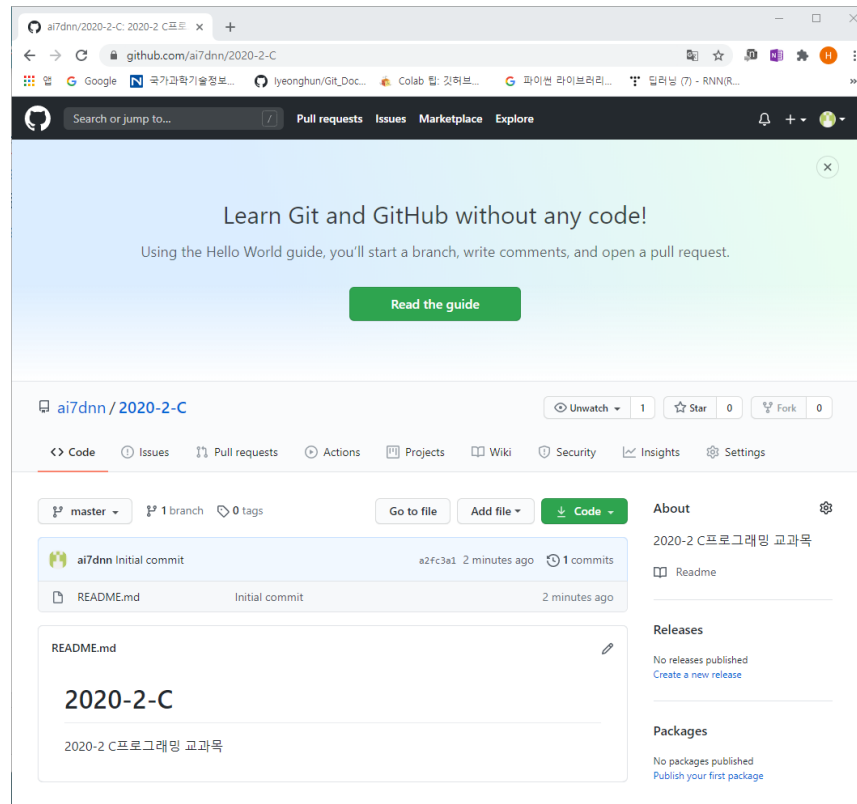 ai7dnn/2020-2-C: 2020-2 C프로
github.com/ai7dnn/2020-2-C
앱 Google 국가과학기술정보... lyeonghun/Git_Doc... Colab 팁: 깃허브... 파이썬 라이브러리... 딥러닝 (7) - RNN(R...
Search or jump to... / Pull requests Issues Marketplace Explore
Learn Git and GitHub without any code!
Using the Hello World guide, you’ll start a branch, write comments, and open a pull request.
Read the guide
ai7dnn / 2020-2-C Unwatch 1 Star 0 Fork 0
Code Issues Pull requests Actions Projects Wiki Security Insights Settings
master 1 branch 0 tags Go to file Add file Code
ai7dnn Initial commit a2fc3a1 2 minutes ago 1 commits
README.md Initial commit 2 minutes ago
README.md
2020-2-C
2020-2 C프로그래밍 교과목
About
2020-2 C프로그래밍 교과목
Readme
Releases
No releases published
Create a new release
Packages
No packages published
Publish your first package